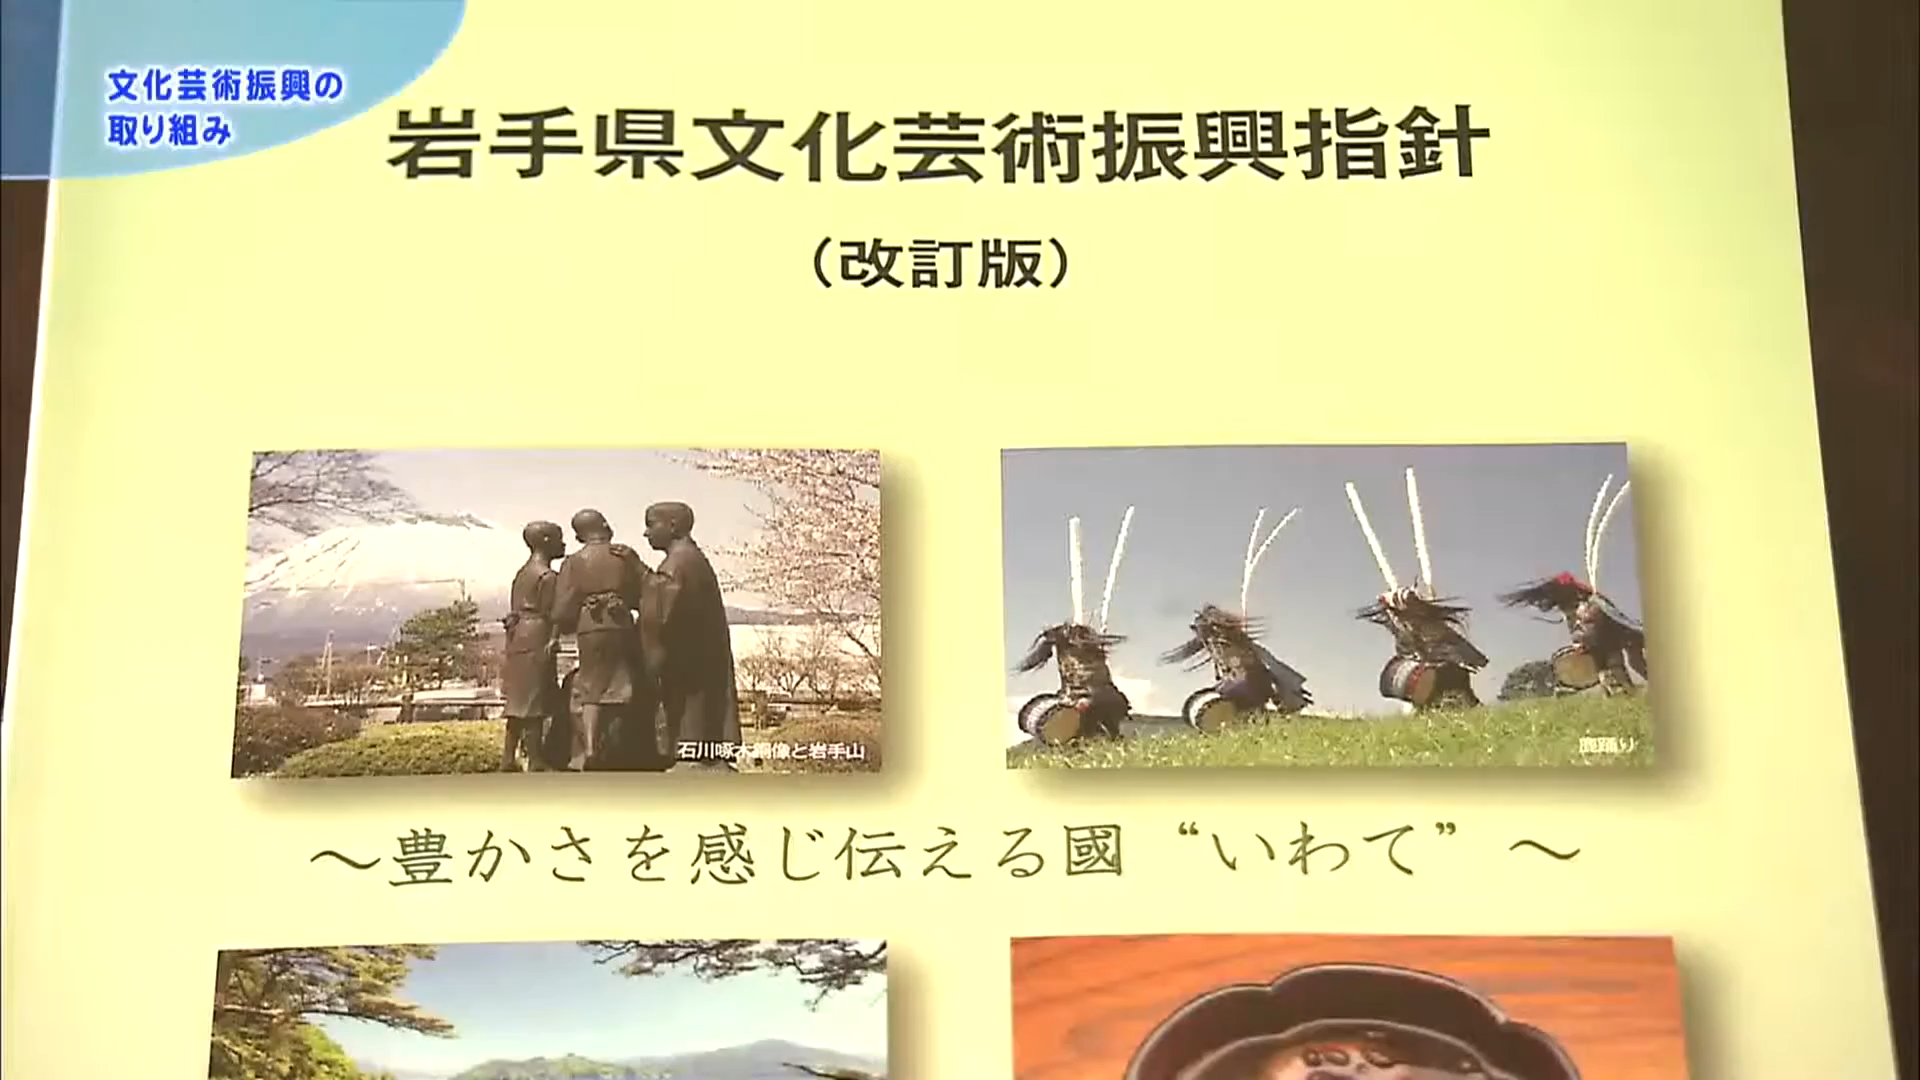 文化芸術振興の
取り組み
岩手県文化芸術振興指針
（改訂版）
石川啄木銅像と岩手山
鹿踊り
～豊かさを感じ伝える國“いわて”～